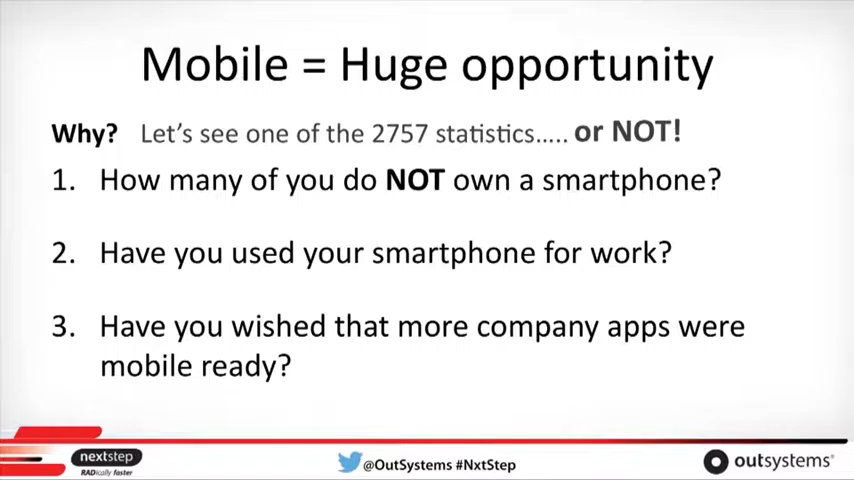 Mobile = Huge opportunity
Why? Let's see one of the 2757 statistics..... or NOT!
1. How many of you do NOT own a smartphone?
2. Have you used your smartphone for work?
3. Have you wished that more company apps were
mobile ready?
nextstep
RADically faster
@OutSystems #NxtStep
outsystems®